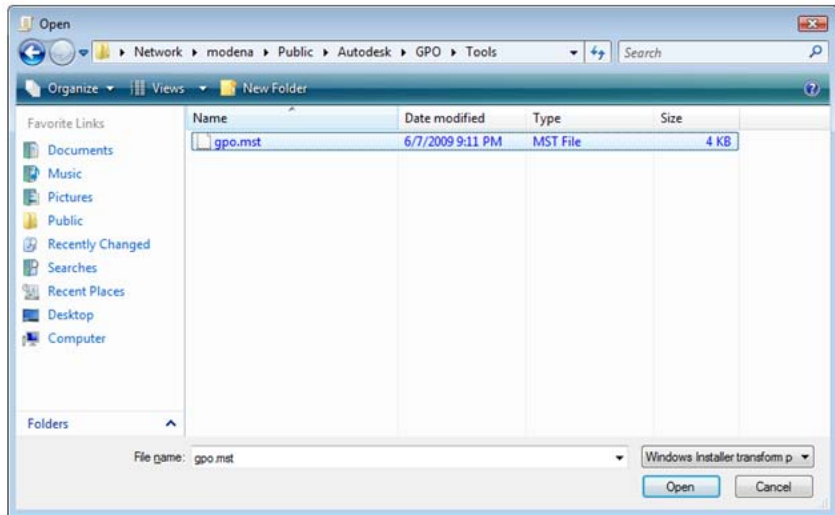 Open
Network ▸ modena ▸ Public ▸ Autodesk ▸ GPO ▸ Tools
Search
Organize Views New Folder
Favorite Links
Documents
Music
Pictures
Public
Recently Changed
Searches
Recent Places
Desktop
Computer
Folders
Name Date modified Type Size
gpo.mst 6/7/2009 9:11 PM MST File 4 KB
File name: gpo.mst
Windows Installer transform p
Open Cancel